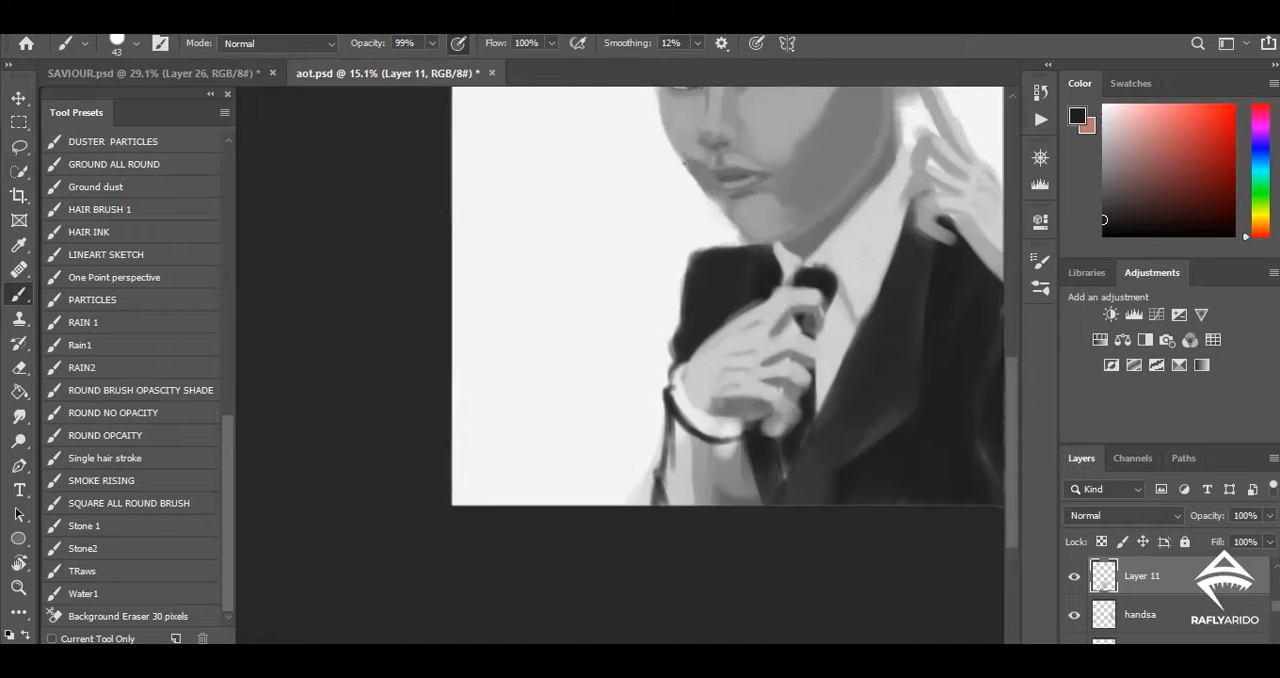 43
Mode: Normal
Opacity: 99%
Flow: 100%
Smoothing: 12%
SAVIOUR.psd @ 29.1% (Layer 26, RGB/8#) *
aot.psd @ 15.1% (Layer 11, RGB/8#) *
Tool Presets
DUSTER PARTICLES
GROUND ALL ROUND
Ground dust
HAIR BRUSH 1
HAIR INK
LINEART SKETCH
One Point perspective
PARTICLES
RAIN 1
Rain1
RAIN2
ROUND BRUSH OPASCITY SHADE
ROUND NO OPACITY
ROUND OPCAITY
Single hair stroke
SMOKE RISING
SQUARE ALL ROUND BRUSH
Stone 1
Stone2
TRaws
Water1
Background Eraser 30 pixels
Current Tool Only
Color
Swatches
Libraries
Adjustments
Add an adjustment
Layers
Channels
Paths
Kind
Normal
Opacity: 100%
Lock:
Fill: 100%
Layer 11
handsa
RAFLYARIDO